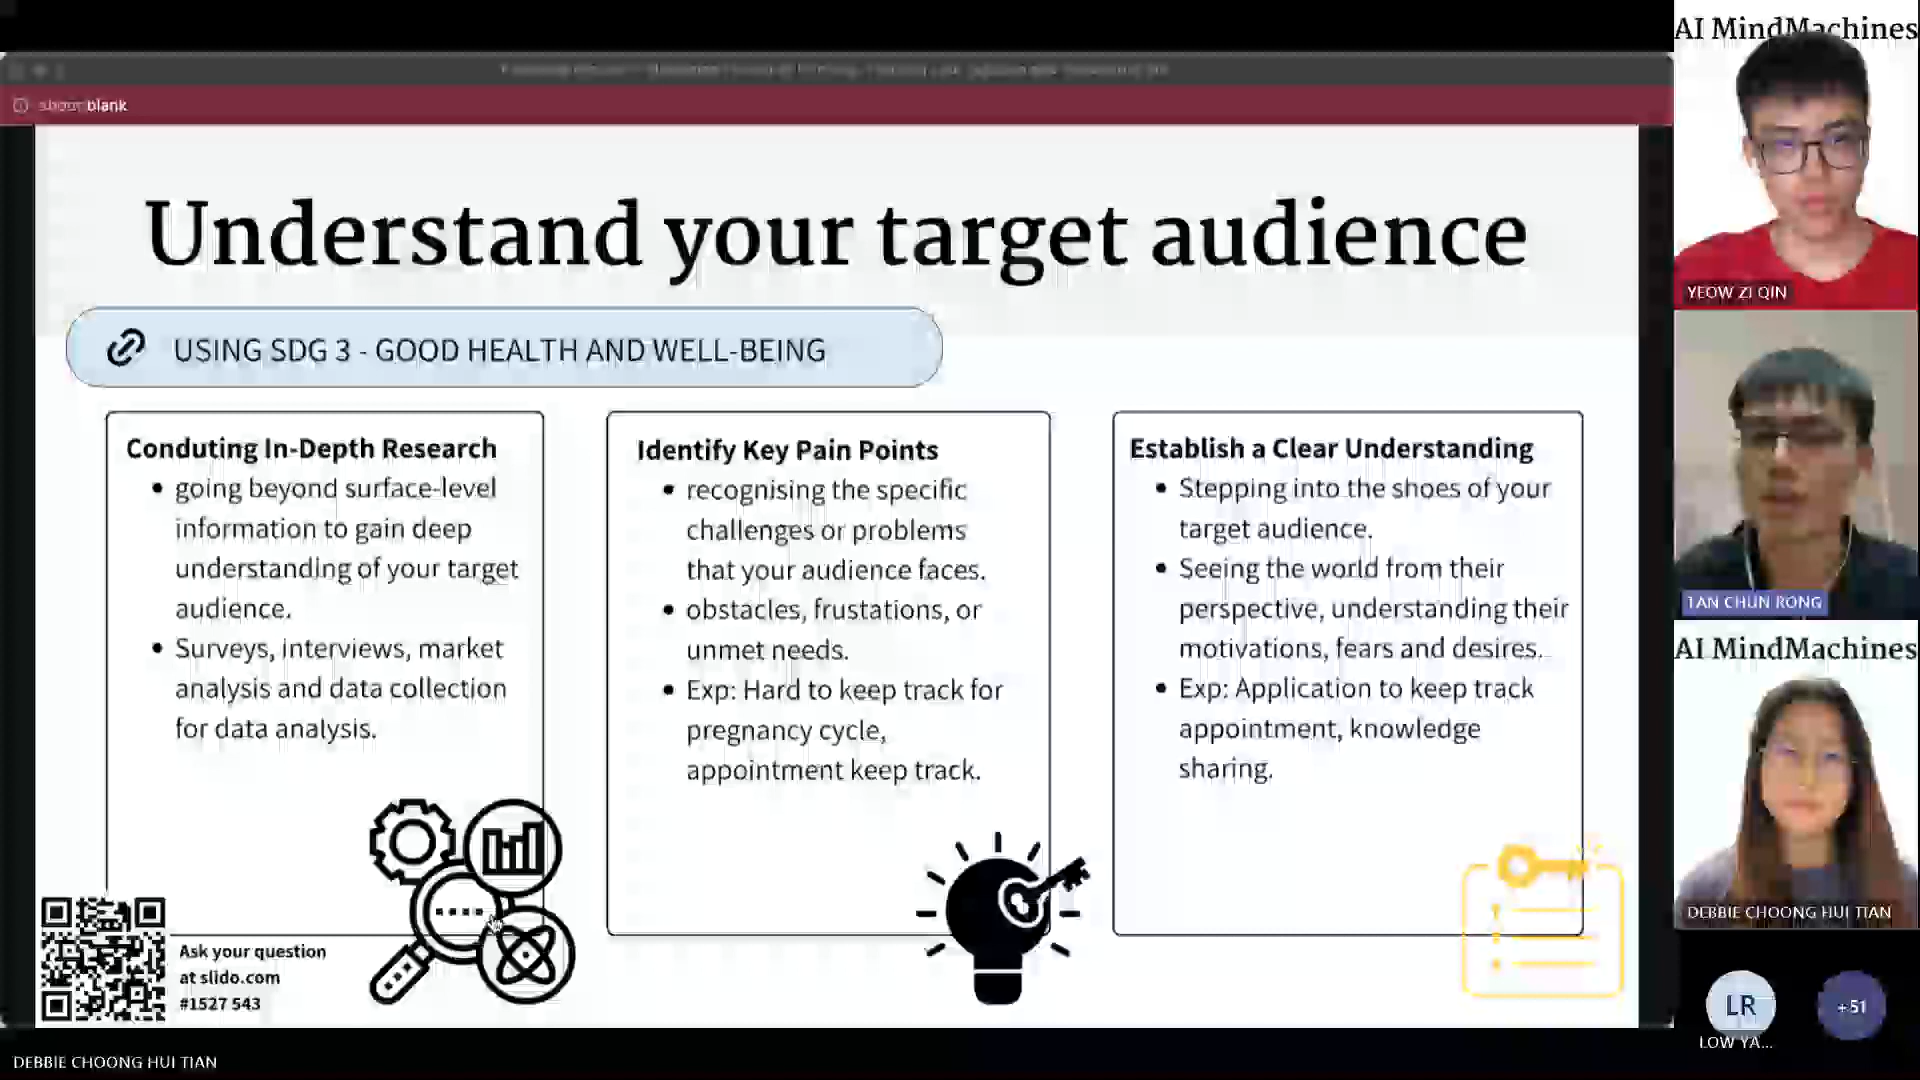 about:blank
Understand your target audience
USING SDG 3 - GOOD HEALTH AND WELL-BEING
Conduting In-Depth Research
• going beyond surface-level
information to gain deep
understanding of your target
audience.
• Surveys, interviews, market
analysis and data collection
for data analysis.
Identify Key Pain Points
• recognising the specific
challenges or problems
that your audience faces.
• obstacles, frustations, or
unmet needs.
• Exp: Hard to keep track for
pregnancy cycle,
appointment keep track.
Establish a Clear Understanding
• Stepping into the shoes of your
target audience.
• Seeing the world from their
perspective, understanding their
motivations, fears and desires.
• Exp: Application to keep track
appointment, knowledge
sharing.
Ask your question
at slido.com
#1527 543
DEBBIE CHOONG HUI TIAN
AI MindMachines
YEOW ZI QIN
TAN CHUN RONG
AI MindMachines
DEBBIE CHOONG HUI TIAN
LR
+51
LOW YA...